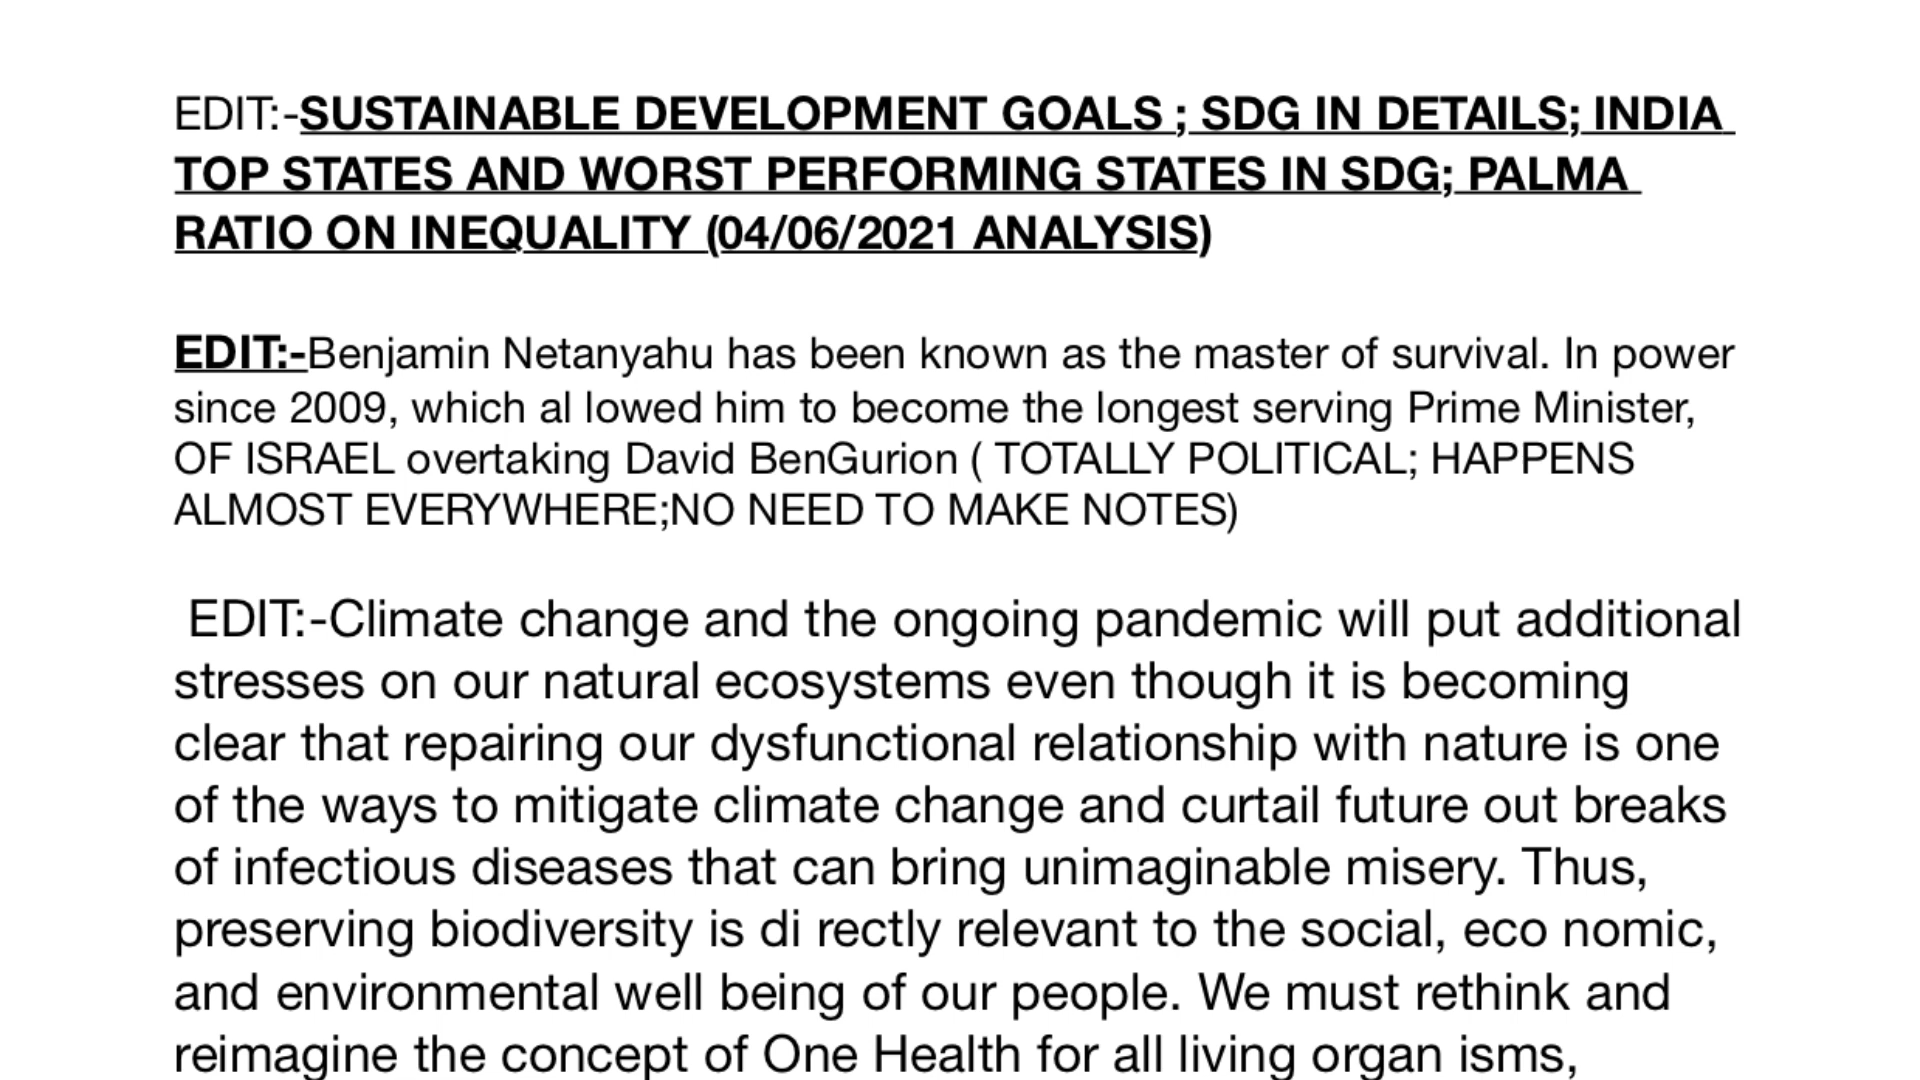 EDIT:-SUSTAINABLE DEVELOPMENT GOALS ; SDG IN DETAILS; INDIA
TOP STATES AND WORST PERFORMING STATES IN SDG; PALMA
RATIO ON INEQUALITY (04/06/2021 ANALYSIS)
EDIT:-Benjamin Netanyahu has been known as the master of survival. In power
since 2009, which al lowed him to become the longest serving Prime Minister,
OF ISRAEL overtaking David BenGurion ( TOTALLY POLITICAL; HAPPENS
ALMOST EVERYWHERE;NO NEED TO MAKE NOTES)
EDIT:-Climate change and the ongoing pandemic will put additional
stresses on our natural ecosystems even though it is becoming
clear that repairing our dysfunctional relationship with nature is one
of the ways to mitigate climate change and curtail future out breaks
of infectious diseases that can bring unimaginable misery. Thus,
preserving biodiversity is di rectly relevant to the social, eco nomic,
and environmental well being of our people. We must rethink and
reimagine the concept of One Health for all living organ isms,